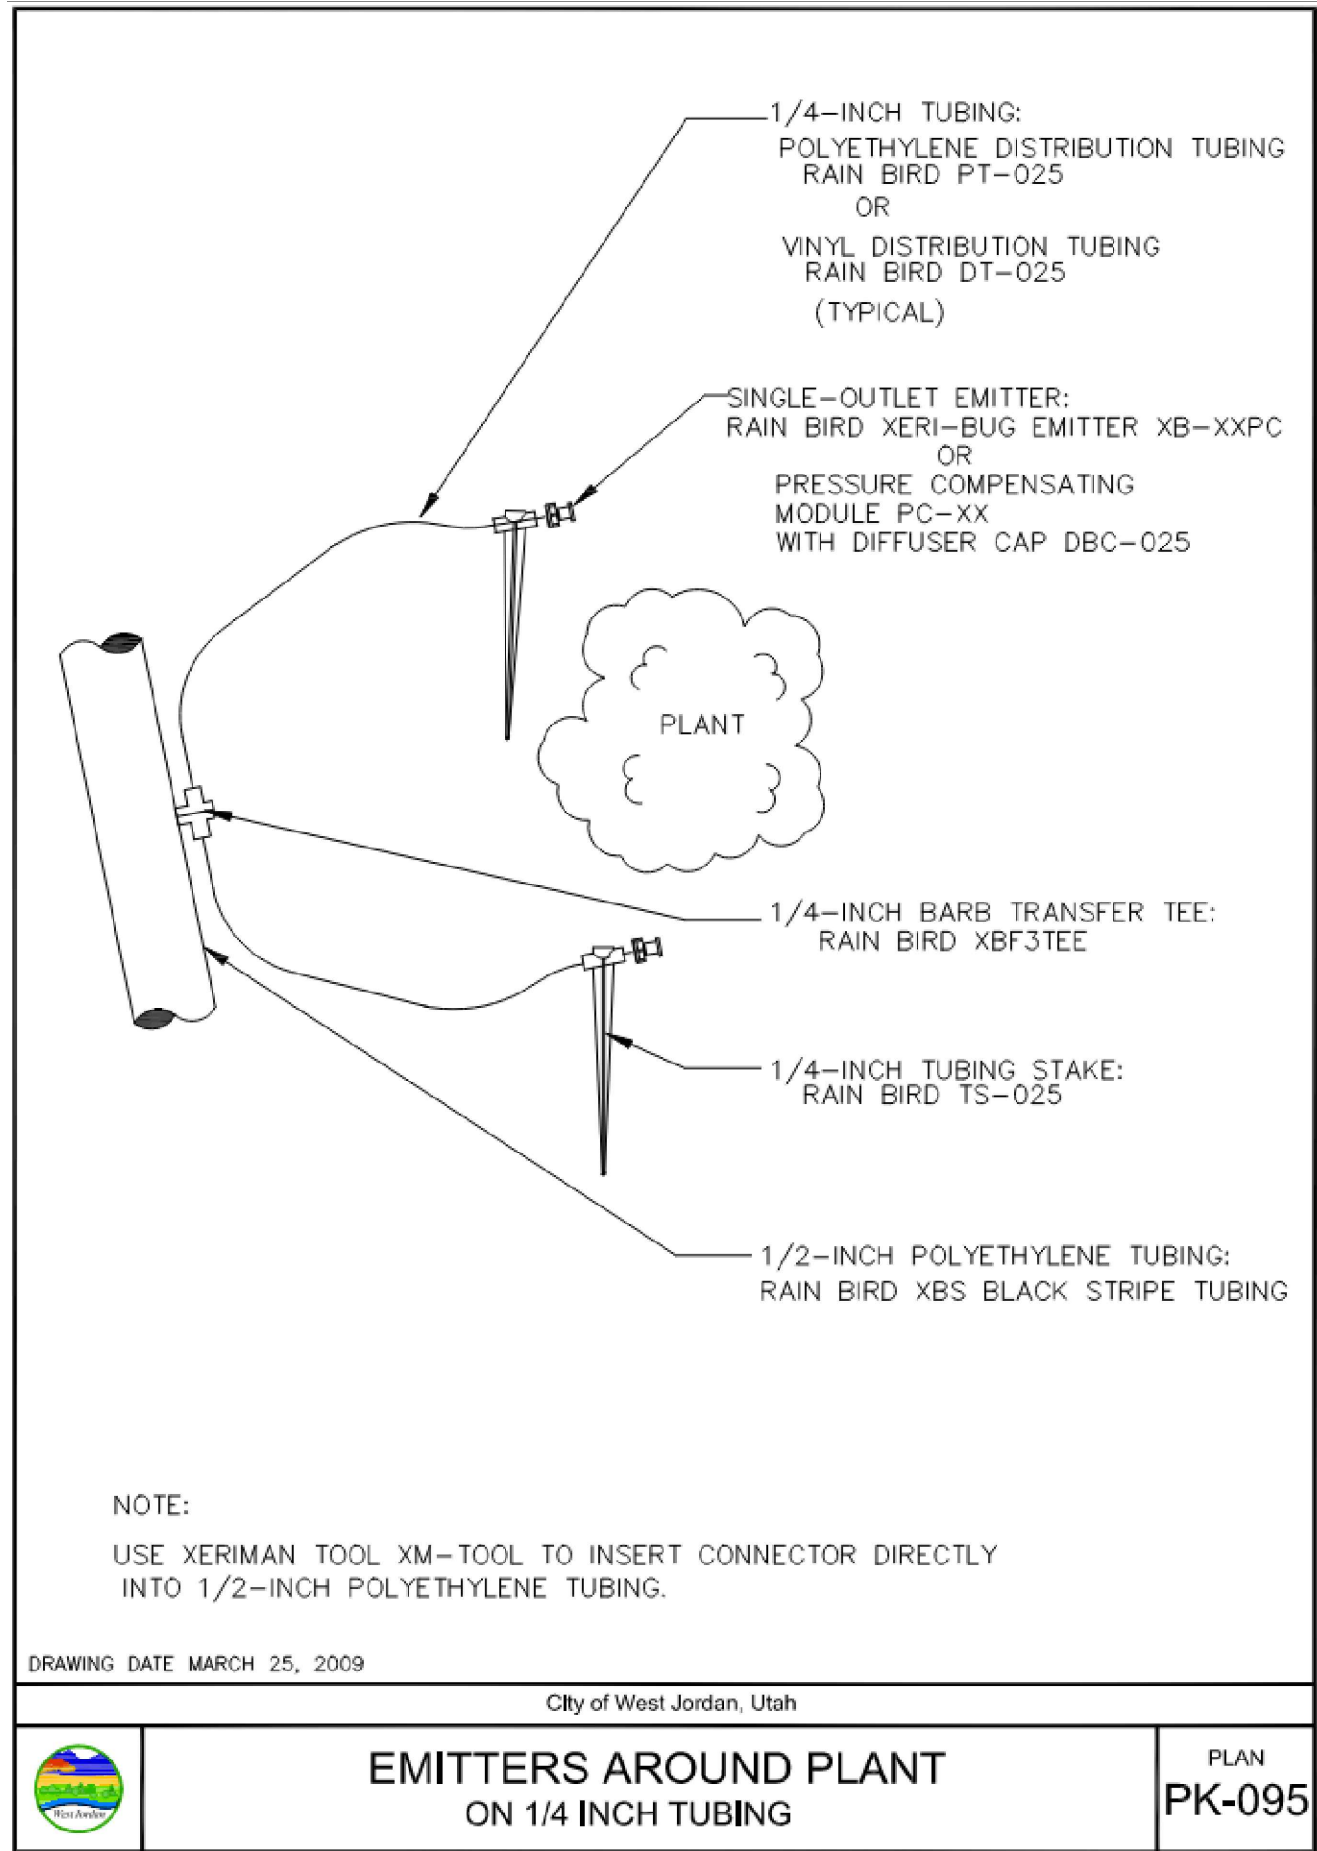 1/4-INCH TUBING:
POLYETHYLENE DISTRIBUTION TUBING
RAIN BIRD PT-025
OR
VINYL DISTRIBUTION TUBING
RAIN BIRD DT-025
(TYPICAL)
SINGLE-OUTLET EMITTER:
RAIN BIRD XERI-BUG EMITTER XB-XXPC
OR
PRESSURE COMPENSATING
MODULE PC-XX
WITH DIFFUSER CAP DBC-025
PLANT
1/4-INCH BARB TRANSFER TEE:
RAIN BIRD XBF3TEE
1/4-INCH TUBING STAKE:
RAIN BIRD TS-025
1/2-INCH POLYETHYLENE TUBING:
RAIN BIRD XBS BLACK STRIPE TUBING
NOTE:
USE XERIMAN TOOL XM-TOOL TO INSERT CONNECTOR DIRECTLY
INTO 1/2-INCH POLYETHYLENE TUBING.
DRAWING DATE MARCH 25, 2009
City of West Jordan, Utah
West Jordan
EMITTERS AROUND PLANT
ON 1/4 INCH TUBING
PLAN
PK-095